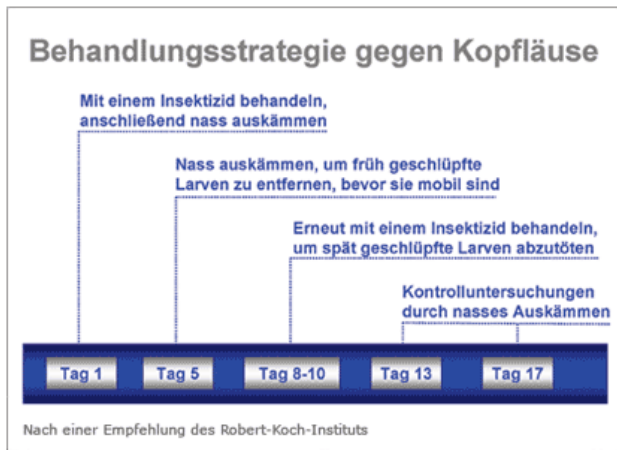 Behandlungsstrategie gegen Kopfläuse
Mit einem Insektizid behandeln,
anschließend nass auskämmen
Nass auskämmen, um früh geschlüpfte
Larven zu entfernen, bevor sie mobil sind
Erneut mit einem Insektizid behandeln,
um spät geschlüpfte Larven abzutöten
Kontrolluntersuchungen
durch nasses Auskämmen
Tag 1 Tag 5 Tag 8-10 Tag 13 Tag 17
Nach einer Empfehlung des Robert-Koch-Instituts